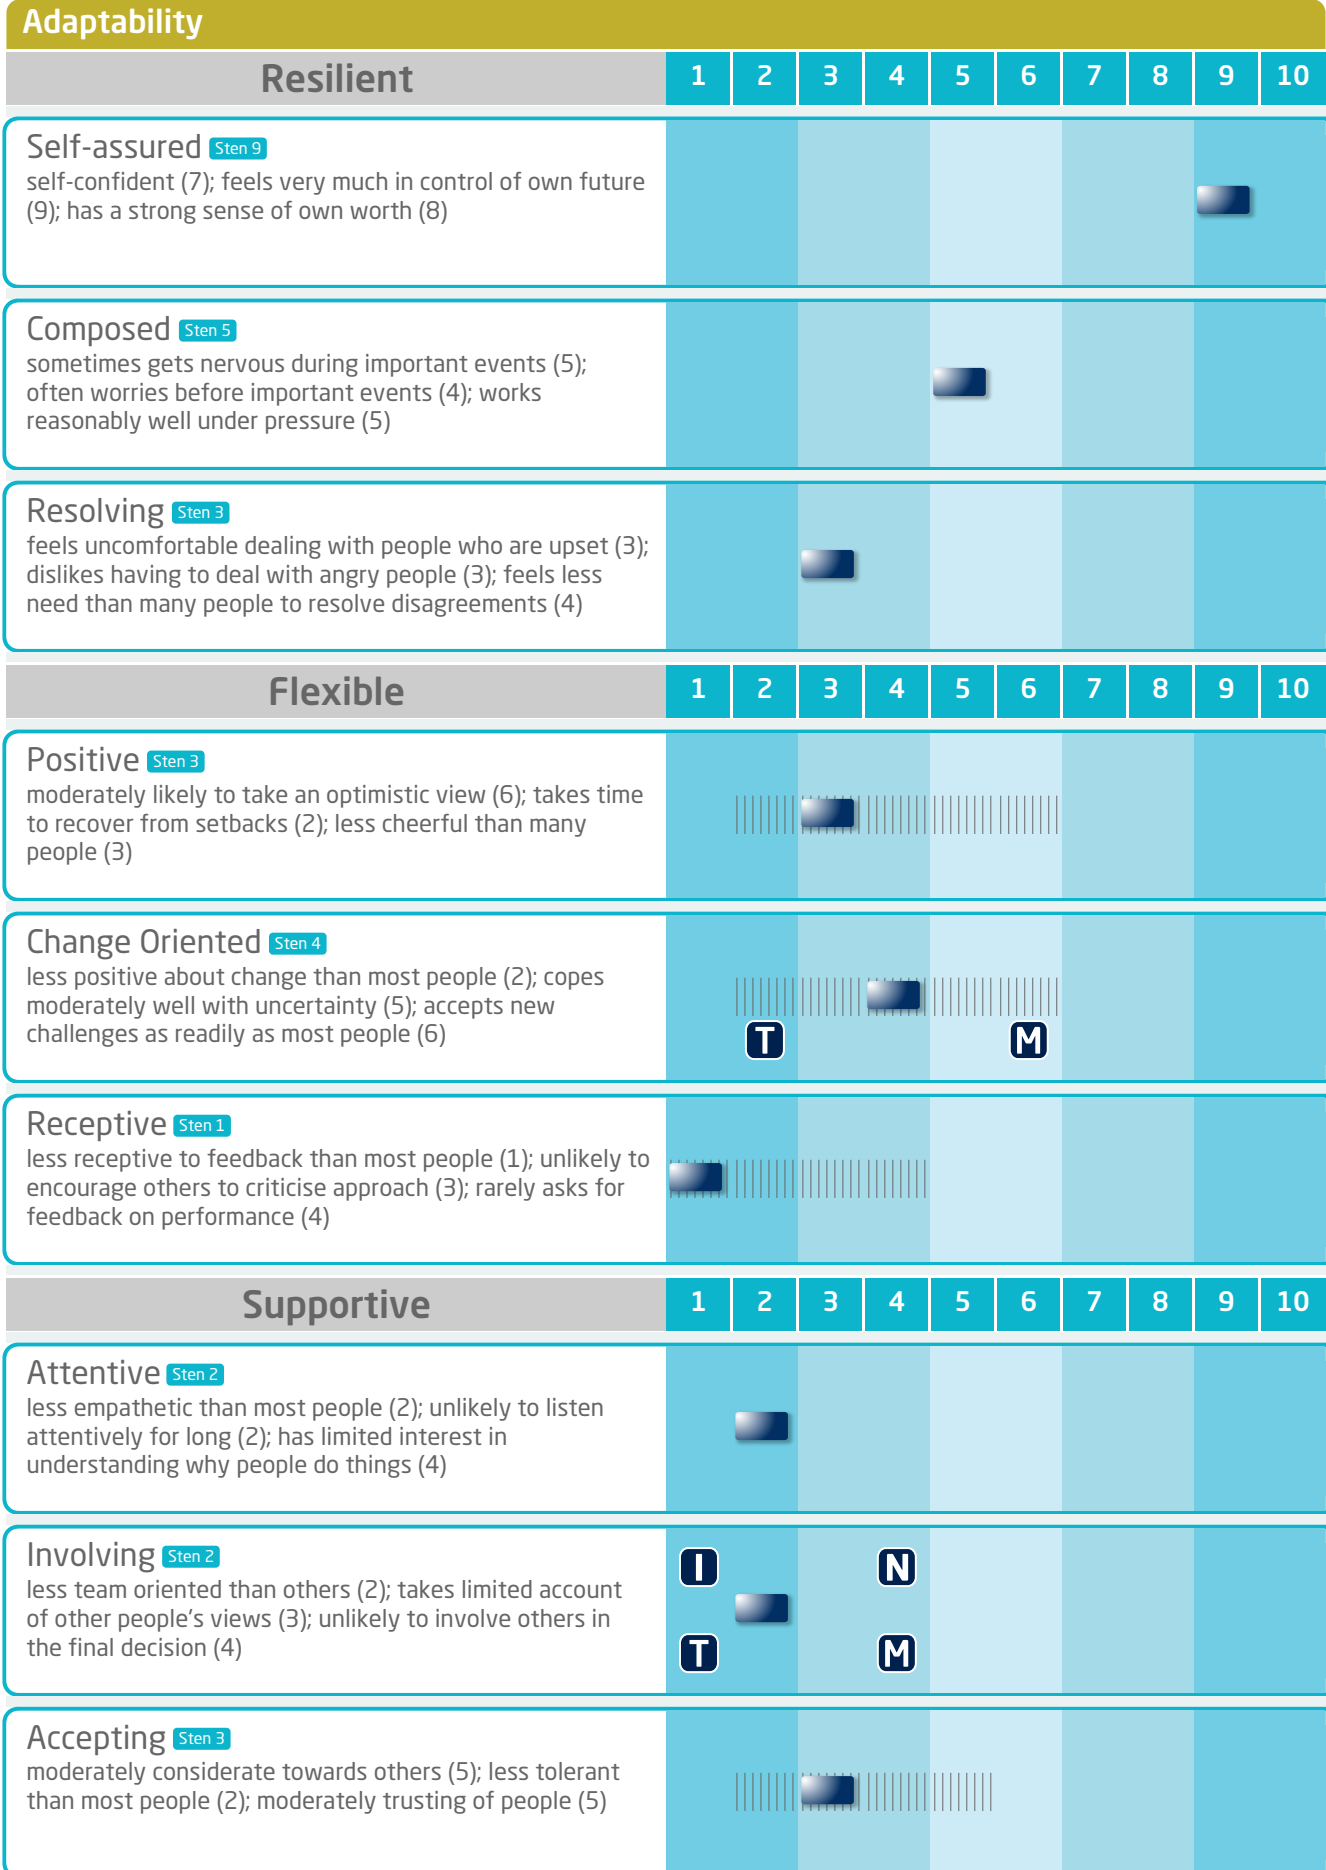 Adaptability
Resilient 1 2 3 4 5 6 7 8 9 10
Self-assured Sten 9
self-confident (7); feels very much in control of own future
(9); has a strong sense of own worth (8)
Composed Sten 5
sometimes gets nervous during important events (5);
often worries before important events (4); works
reasonably well under pressure (5)
Resolving Sten 3
feels uncomfortable dealing with people who are upset (3);
dislikes having to deal with angry people (3); feels less
need than many people to resolve disagreements (4)
Flexible 1 2 3 4 5 6 7 8 9 10
Positive Sten 3
moderately likely to take an optimistic view (6); takes time
to recover from setbacks (2); less cheerful than many
people (3)
Change Oriented Sten 4
less positive about change than most people (2); copes
moderately well with uncertainty (5); accepts new
challenges as readily as most people (6)
T M
Receptive Sten 1
less receptive to feedback than most people (1); unlikely to
encourage others to criticise approach (3); rarely asks for
feedback on performance (4)
Supportive 1 2 3 4 5 6 7 8 9 10
Attentive Sten 2
less empathetic than most people (2); unlikely to listen
attentively for long (2); has limited interest in
understanding why people do things (4)
Involving Sten 2
less team oriented than others (2); takes limited account
of other people's views (3); unlikely to involve others in
the final decision (4)
I N
T M
Accepting Sten 3
moderately considerate towards others (5); less tolerant
than most people (2); moderately trusting of people (5)